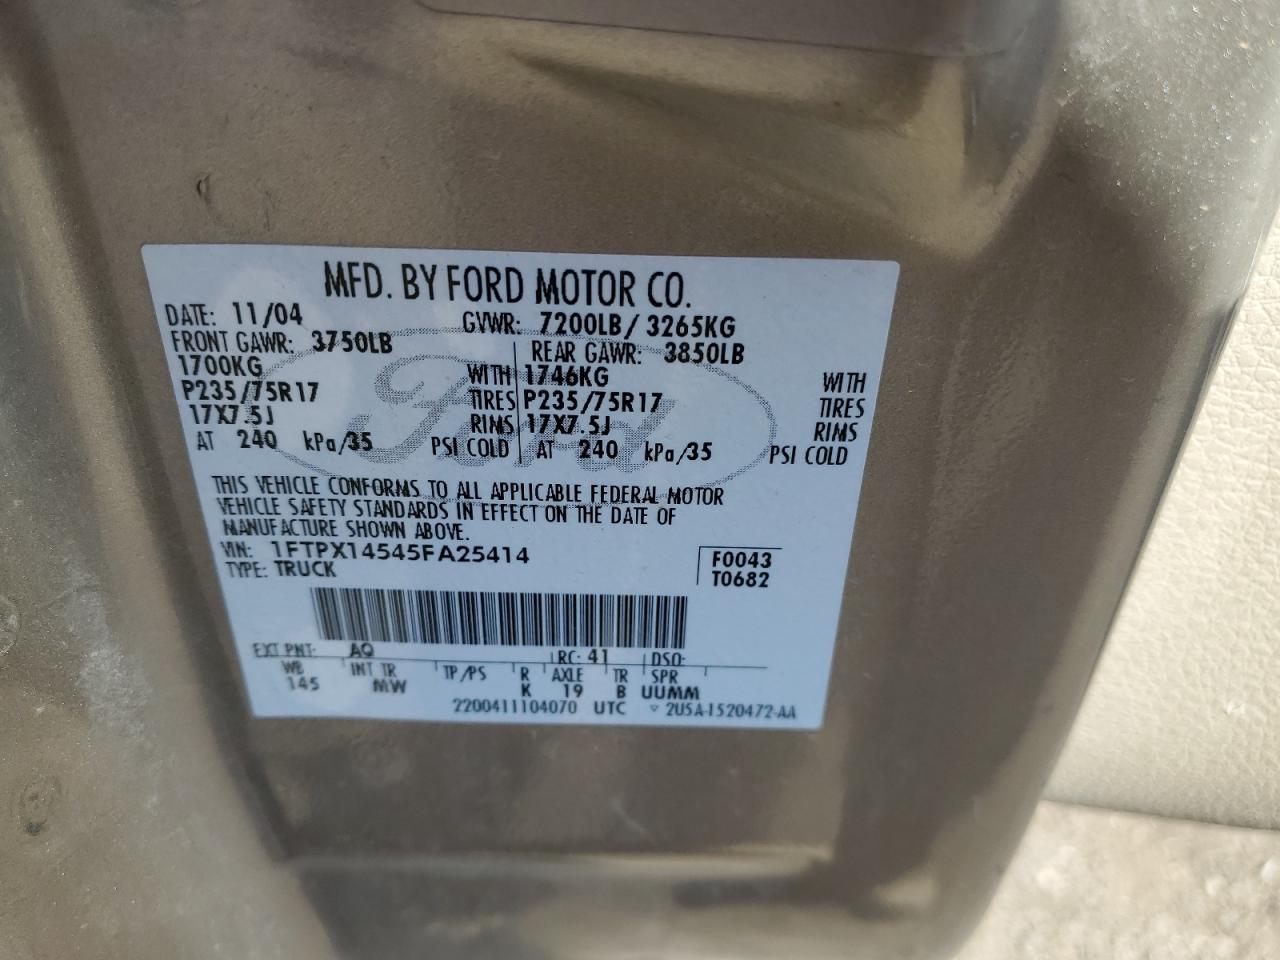 MFD. BY FORD MOTOR CO.
DATE: 11/04 GVWR: 7200LB/ 3265KG
FRONT GAWR: 3750LB REAR GAWR: 3850LB
1700KG WITH 1746KG WITH
P235/75R17 TIRES P235/75R17 TIRES
17X7.5J RIMS 17X7.5J RIMS
AT 240 kPa/35 PSI COLD AT 240 kPa/35 PSI COLD
Ford
THIS VEHICLE CONFORMS TO ALL APPLICABLE FEDERAL MOTOR
VEHICLE SAFETY STANDARDS IN EFFECT ON THE DATE OF
MANUFACTURE SHOWN ABOVE.
VIN: 1FTPX14545FA25414 F0043
TYPE: TRUCK T0682
EXT PNT: AQ RC: 41 DSO:
WB INT TR TP/PS R AXLE TR SPR
145 MW K 19 B UUMM
2200411104070 UTC ▽ 2U5A-1520472-AA